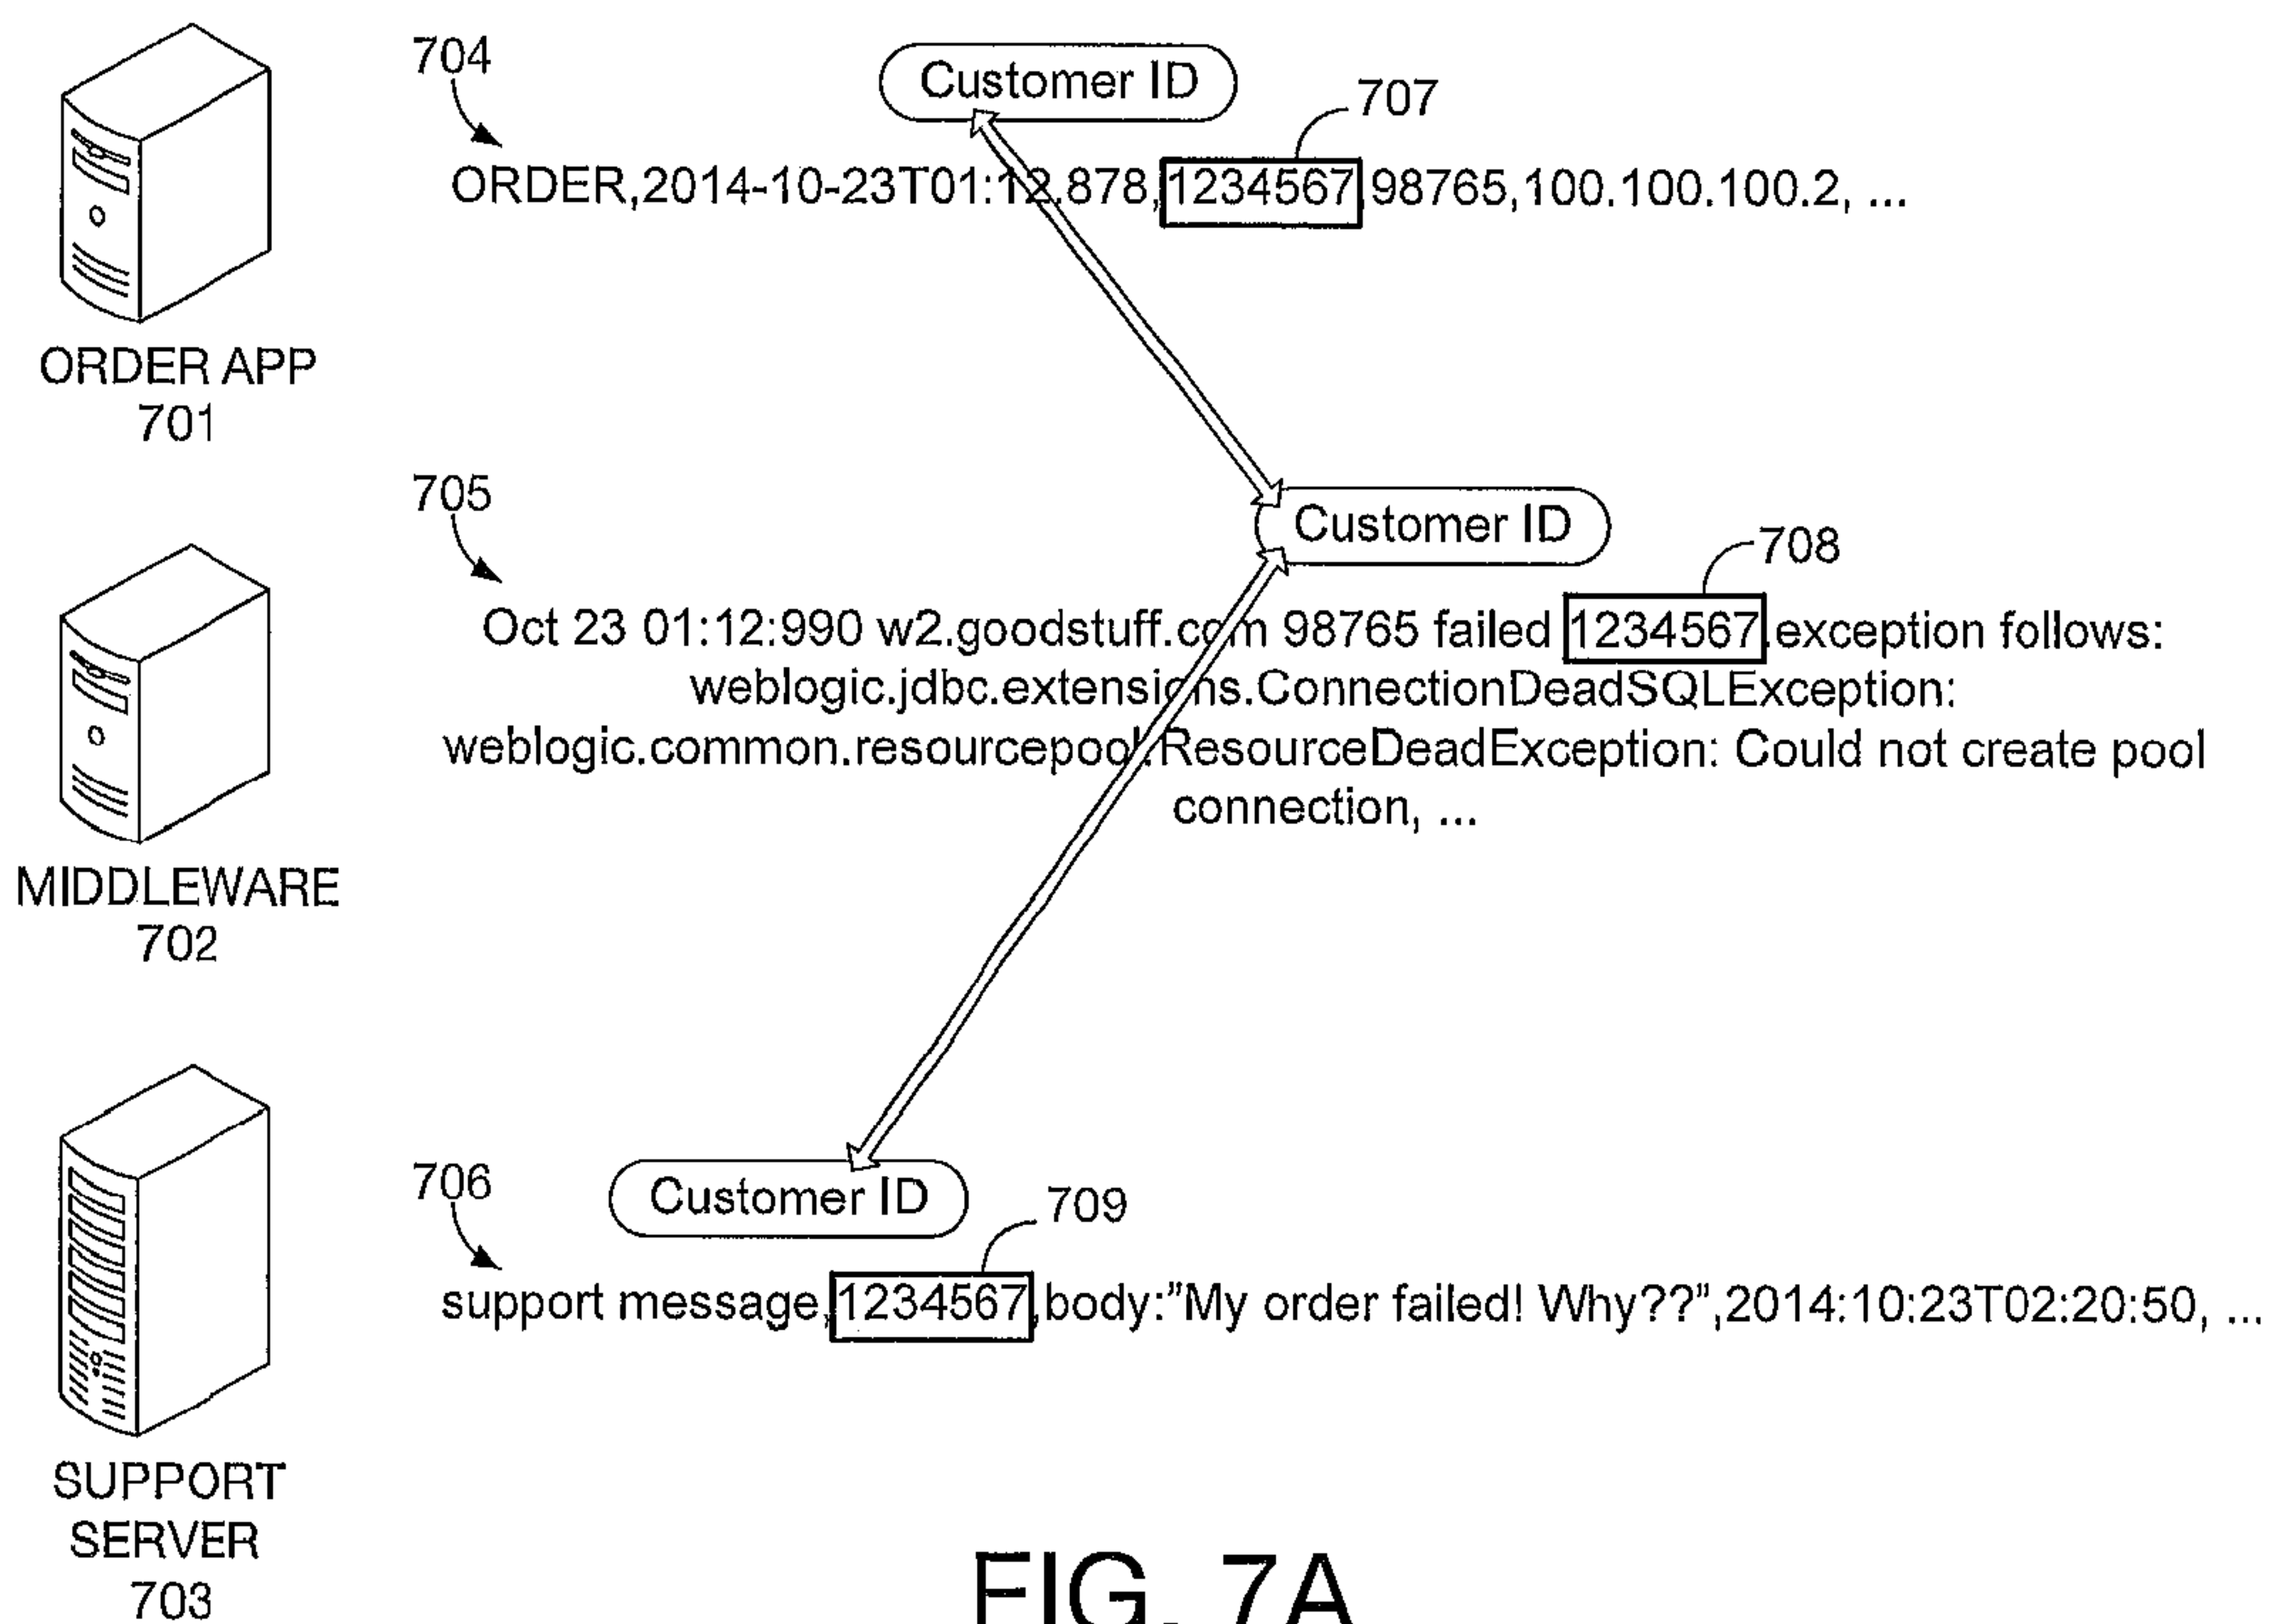 704
Customer ID
707
ORDER,2014-10-23T01:12.878,1234567,98765,100.100.100.2, ...
ORDER APP
701
705
Customer ID
708
Oct 23 01:12:990 w2.goodstuff.com 98765 failed 1234567.exception follows:
weblogic.jdbc.extensions.ConnectionDeadSQLException:
weblogic.common.resourcepool.ResourceDeadException: Could not create pool
connection, ...
MIDDLEWARE
702
706
Customer ID
709
support message,1234567,body:"My order failed! Why??",2014:10:23T02:20:50, ...
SUPPORT
SERVER
703
FIG. 7A